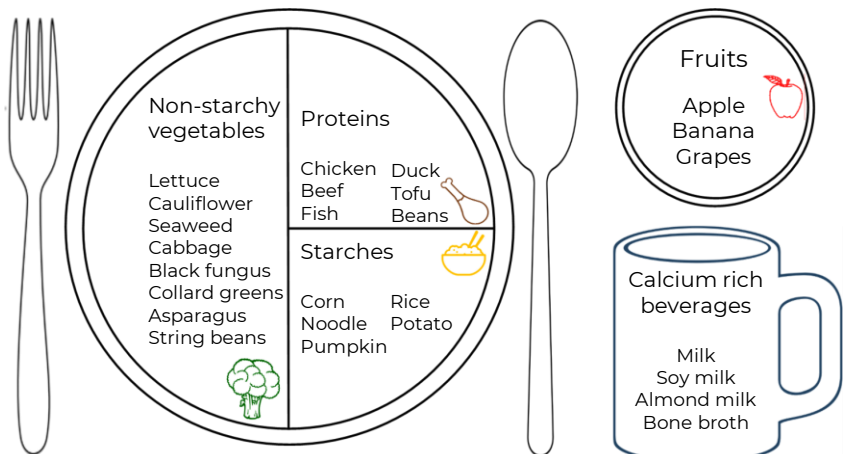 Non-starchy
vegetables
Lettuce
Cauliflower
Seaweed
Cabbage
Black fungus
Collard greens
Asparagus
String beans
Proteins
Chicken
Beef
Fish
Duck
Tofu
Beans
Starches
Corn
Noodle
Pumpkin
Rice
Potato
Fruits
Apple
Banana
Grapes
Calcium rich
beverages
Milk
Soy milk
Almond milk
Bone broth